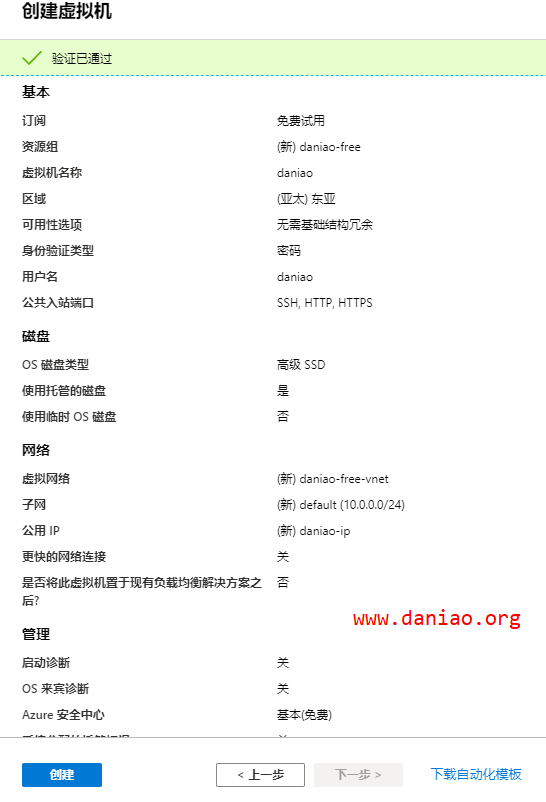 创建虚拟机
验证已通过
基本
订阅 免费试用
资源组 (新) daniao-free
虚拟机名称 daniao
区域 (亚太) 东亚
可用性选项 无需基础结构冗余
身份验证类型 密码
用户名 daniao
公共入站端口 SSH, HTTP, HTTPS
磁盘
OS 磁盘类型 高级 SSD
使用托管的磁盘 是
使用临时 OS 磁盘 否
网络
虚拟网络 (新) daniao-free-vnet
子网 (新) default (10.0.0.0/24)
公用 IP (新) daniao-ip
更快的网络连接 关
是否将此虚拟机置于现有负载均衡解决方案之 否
后?
www.daniao.org
管理
启动诊断 关
OS 来宾诊断 关
Azure 安全中心 基本(免费)
创建 < 上一步 下一步 > 下载自动化模板